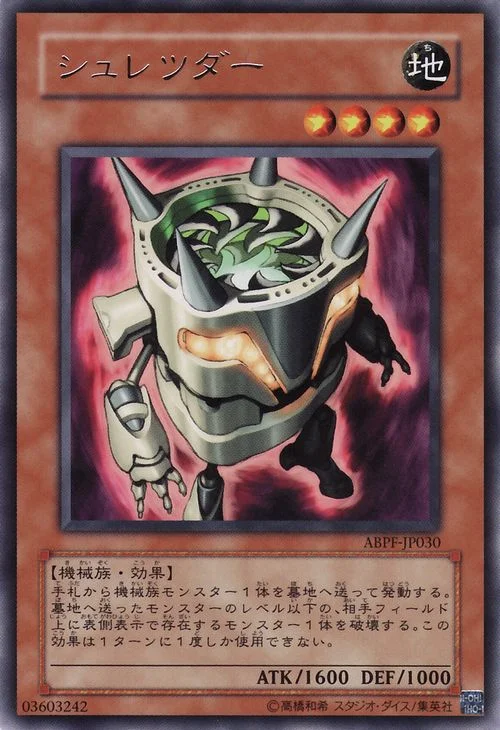 シュレッダー
ち
地
ABPF-JP030
【機械族・効果】
手札から機械族モンスター1体を墓地へ送って発動する。
墓地へ送ったモンスターのレベル以下の、相手フィールド
上に表側表示で存在するモンスター1体を破壊する。この
効果は1ターンに1度しか使用できない。
ATK/1600 DEF/1000
03603242
©高橋和希 スタジオ・ダイス/集英社